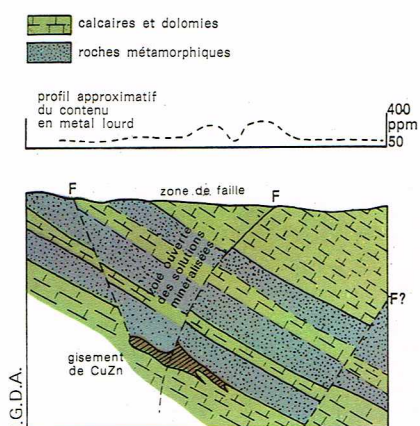 calcaires et dolomies
roches métamorphiques
profil approximatif
du contenu
en metal lourd
400
ppm
50
F
zone de faille
F
voie ouverte
des solutions
minéralisées
F?
gisement
de CuZn
.G.D.A.